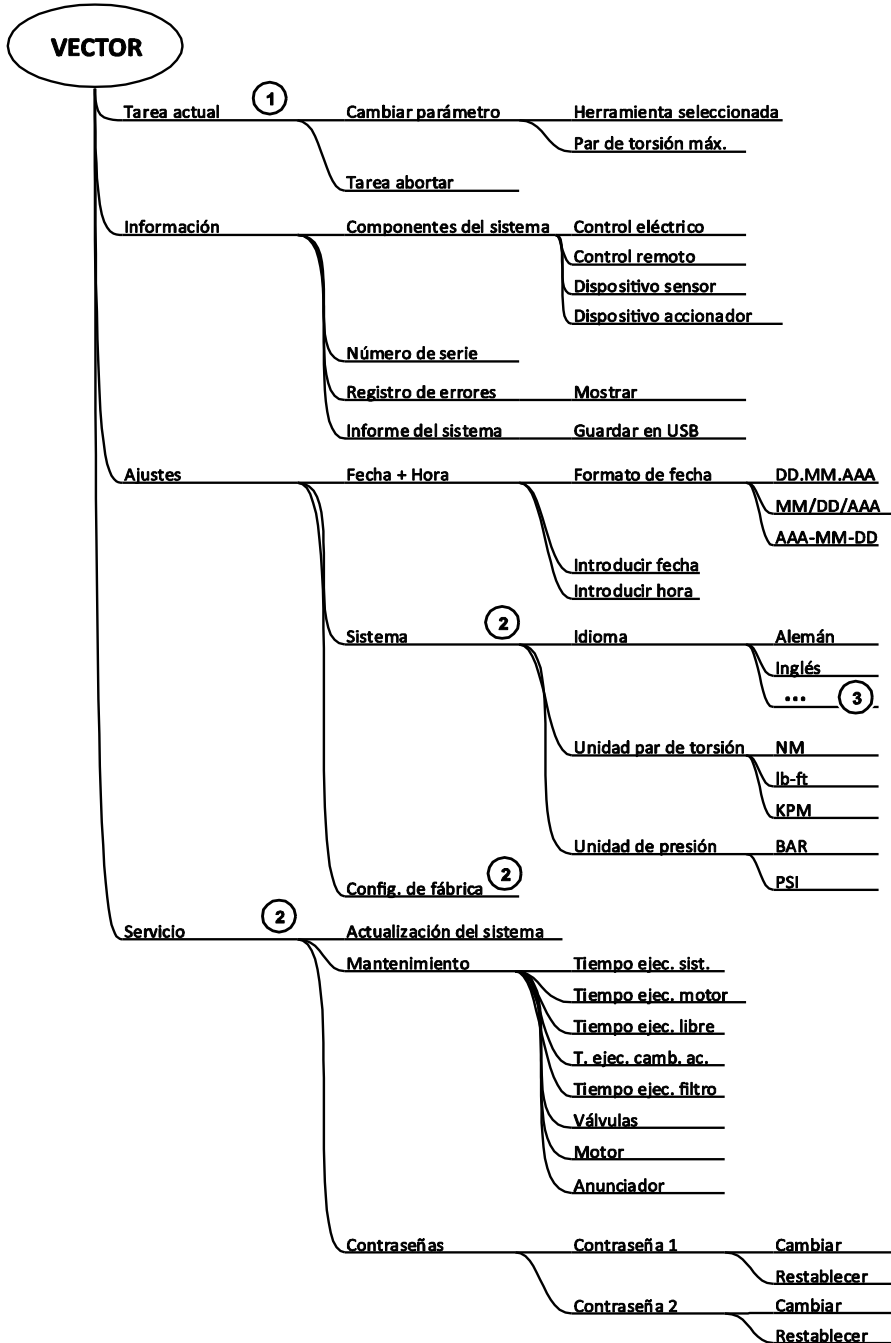 VECTOR
Tarea actual 1 Cambiar parámetro Herramienta seleccionada
Par de torsión máx.
Tarea abortar
Información Componentes del sistema Control eléctrico
Control remoto
Dispositivo sensor
Dispositivo accionador
Número de serie
Registro de errores Mostrar
Informe del sistema Guardar en USB
Ajustes Fecha + Hora Formato de fecha DD.MM.AAA
MM/DD/AAA
AAA-MM-DD
Introducir fecha
Introducir hora
Sistema 2 Idioma Alemán
Inglés
... 3
Unidad par de torsión NM
lb-ft
KPM
Unidad de presión BAR
Config. de fábrica 2 PSI
Servicio 2 Actualización del sistema
Mantenimiento Tiempo ejec. sist.
Tiempo ejec. motor
Tiempo ejec. libre
T. ejec. camb. ac.
Tiempo ejec. filtro
Válvulas
Motor
Anunciador
Contraseñas Contraseña 1 Cambiar
Restablecer
Contraseña 2 Cambiar
Restablecer